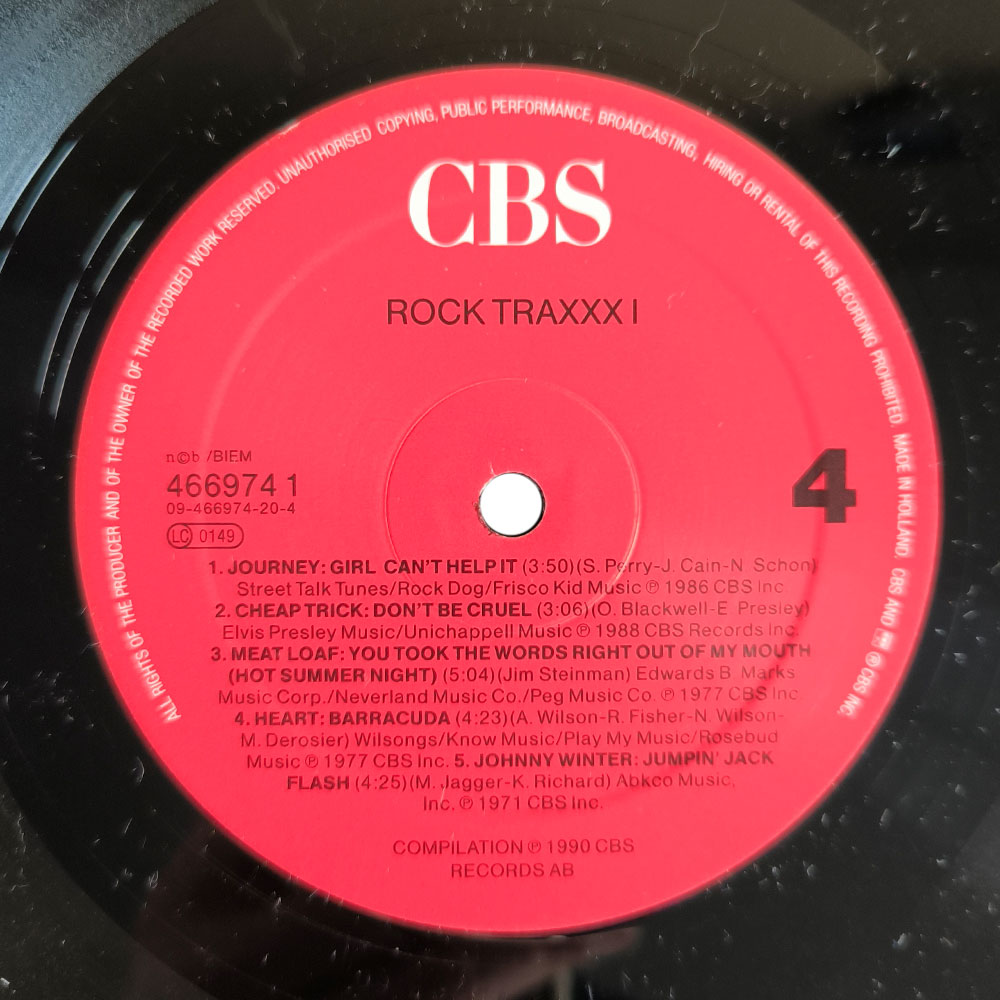 ALL RIGHTS OF THE PRODUCER AND OF THE OWNER OF THE RECORDED WORK RESERVED. UNAUTHORISED COPYING, PUBLIC PERFORMANCE, BROADCASTING, HIRING OR RENTAL OF THIS RECORDING PROHIBITED. MADE IN HOLLAND. CBS AND ℗ CBS INC.
CBS
ROCK TRAXXX I
n©b /BIEM
466974 1
09-466974-20-4
LC 0149
4
1. JOURNEY: GIRL CAN'T HELP IT (3:50)(S. Perry-J. Cain-N. Schon)
Street Talk Tunes/Rock Dog/Frisco Kid Music ℗ 1986 CBS Inc.
2. CHEAP TRICK: DON'T BE CRUEL (3:06)(O. Blackwell-E. Presley)
Elvis Presley Music/Unichappell Music ℗ 1988 CBS Records Inc.
3. MEAT LOAF: YOU TOOK THE WORDS RIGHT OUT OF MY MOUTH
(HOT SUMMER NIGHT) (5:04)(Jim Steinman) Edwards B. Marks
Music Corp./Neverland Music Co./Peg Music Co. ℗ 1977 CBS Inc.
4. HEART: BARRACUDA (4:23)(A. Wilson-R. Fisher-N. Wilson-
M. Derosier) Wilsongs/Know Music/Play My Music/Rosebud
Music ℗ 1977 CBS Inc. 5. JOHNNY WINTER: JUMPIN' JACK
FLASH (4:25)(M. Jagger-K. Richard) Abkco Music,
Inc. ℗ 1971 CBS Inc.
COMPILATION ℗ 1990 CBS
RECORDS AB